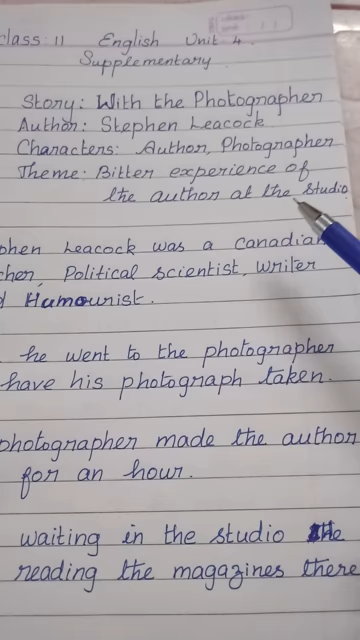 class: 11 English Unit 4.
Supplementary
Story: With the Photographer
Author: Stephen Leacock
Characters: Author, Photographer
Theme: Bitter experience of
the author at the studio
phen Leacock was a Canadian
cher, Political scientist, writer
d Humourist.
he went to the photographer
have his photograph taken.
photographer made the author
for an hour.
waiting in the studio the
reading the magazines there